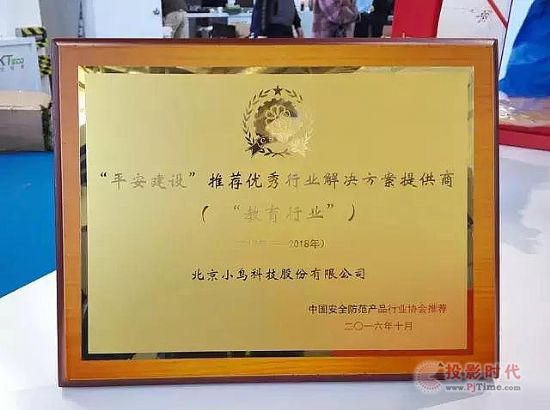 “平安建设”推荐优秀行业解决方案提供商
（“教育行业”）
—2018年）
北京小鸟科技股份有限公司
中国安全防范产品行业协会推荐
二〇一六年十月
投影时代
www.PjTime.com